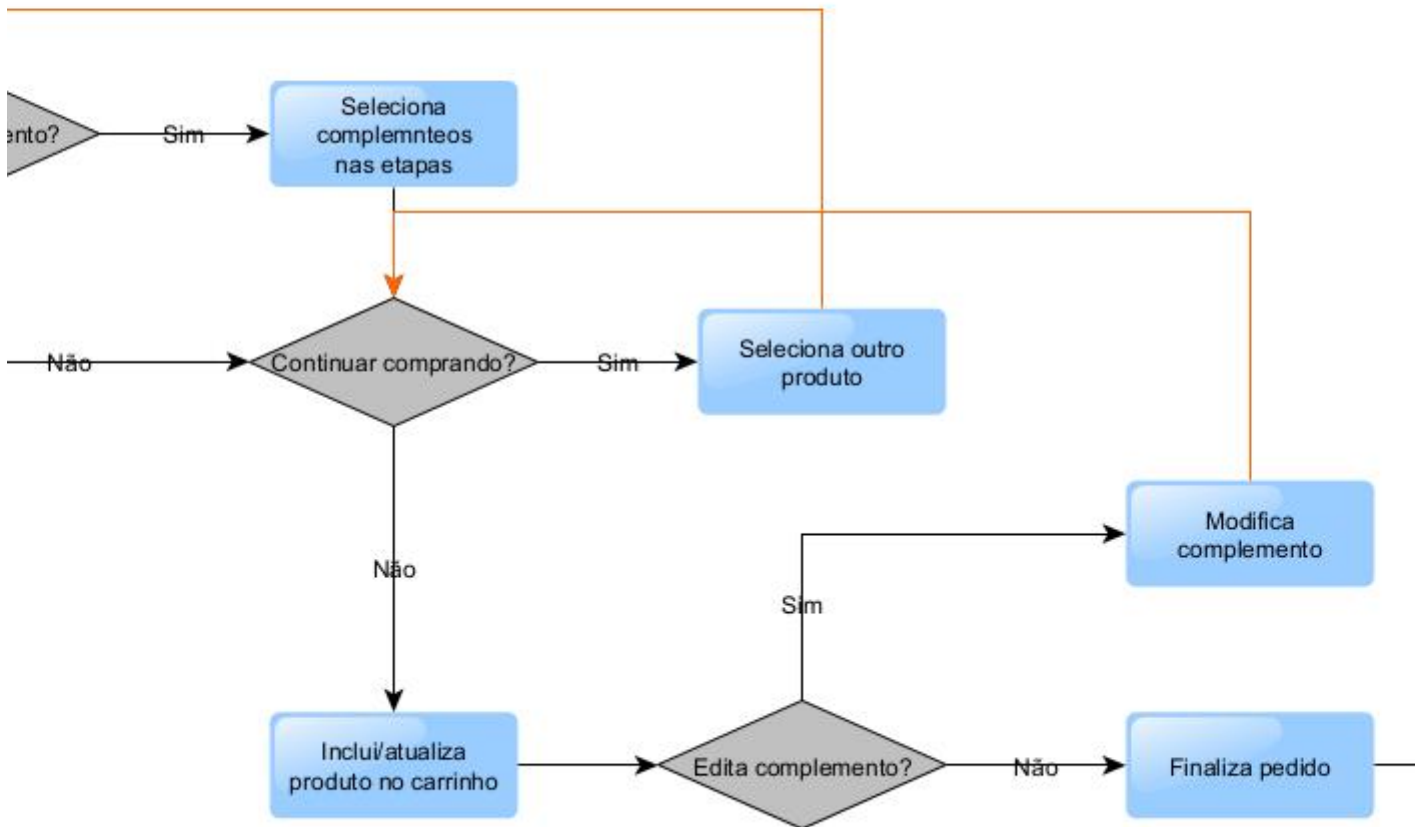 Seleciona
complemnteos
nas etapas
ento?
Sim
Não
Continuar comprando?
Sim
Seleciona outro
produto
Modifica
complemento
Não
Sim
Inclui/atualiza
produto no carrinho
Edita complemento?
Não
Finaliza pedido